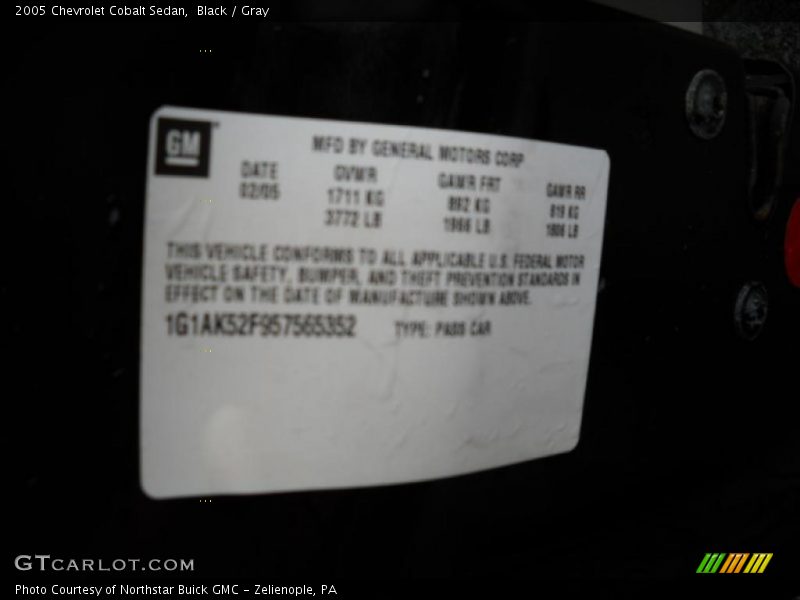 2005 Chevrolet Cobalt Sedan,  Black / Gray
GM
MFD BY GENERAL MOTORS CORP
DATE GVWR GAWR FRT GAWR RR
02/05 1711 KG 892 KG 819 KG
3772 LB 1966 LB 1806 LB
THIS VEHICLE CONFORMS TO ALL APPLICABLE U.S. FEDERAL MOTOR
VEHICLE SAFETY, BUMPER, AND THEFT PREVENTION STANDARDS IN
EFFECT ON THE DATE OF MANUFACTURE SHOWN ABOVE.
1G1AK52F957565352 TYPE: PASS CAR
GTCARLOT.COM
Photo Courtesy of Northstar Buick GMC - Zelienople, PA